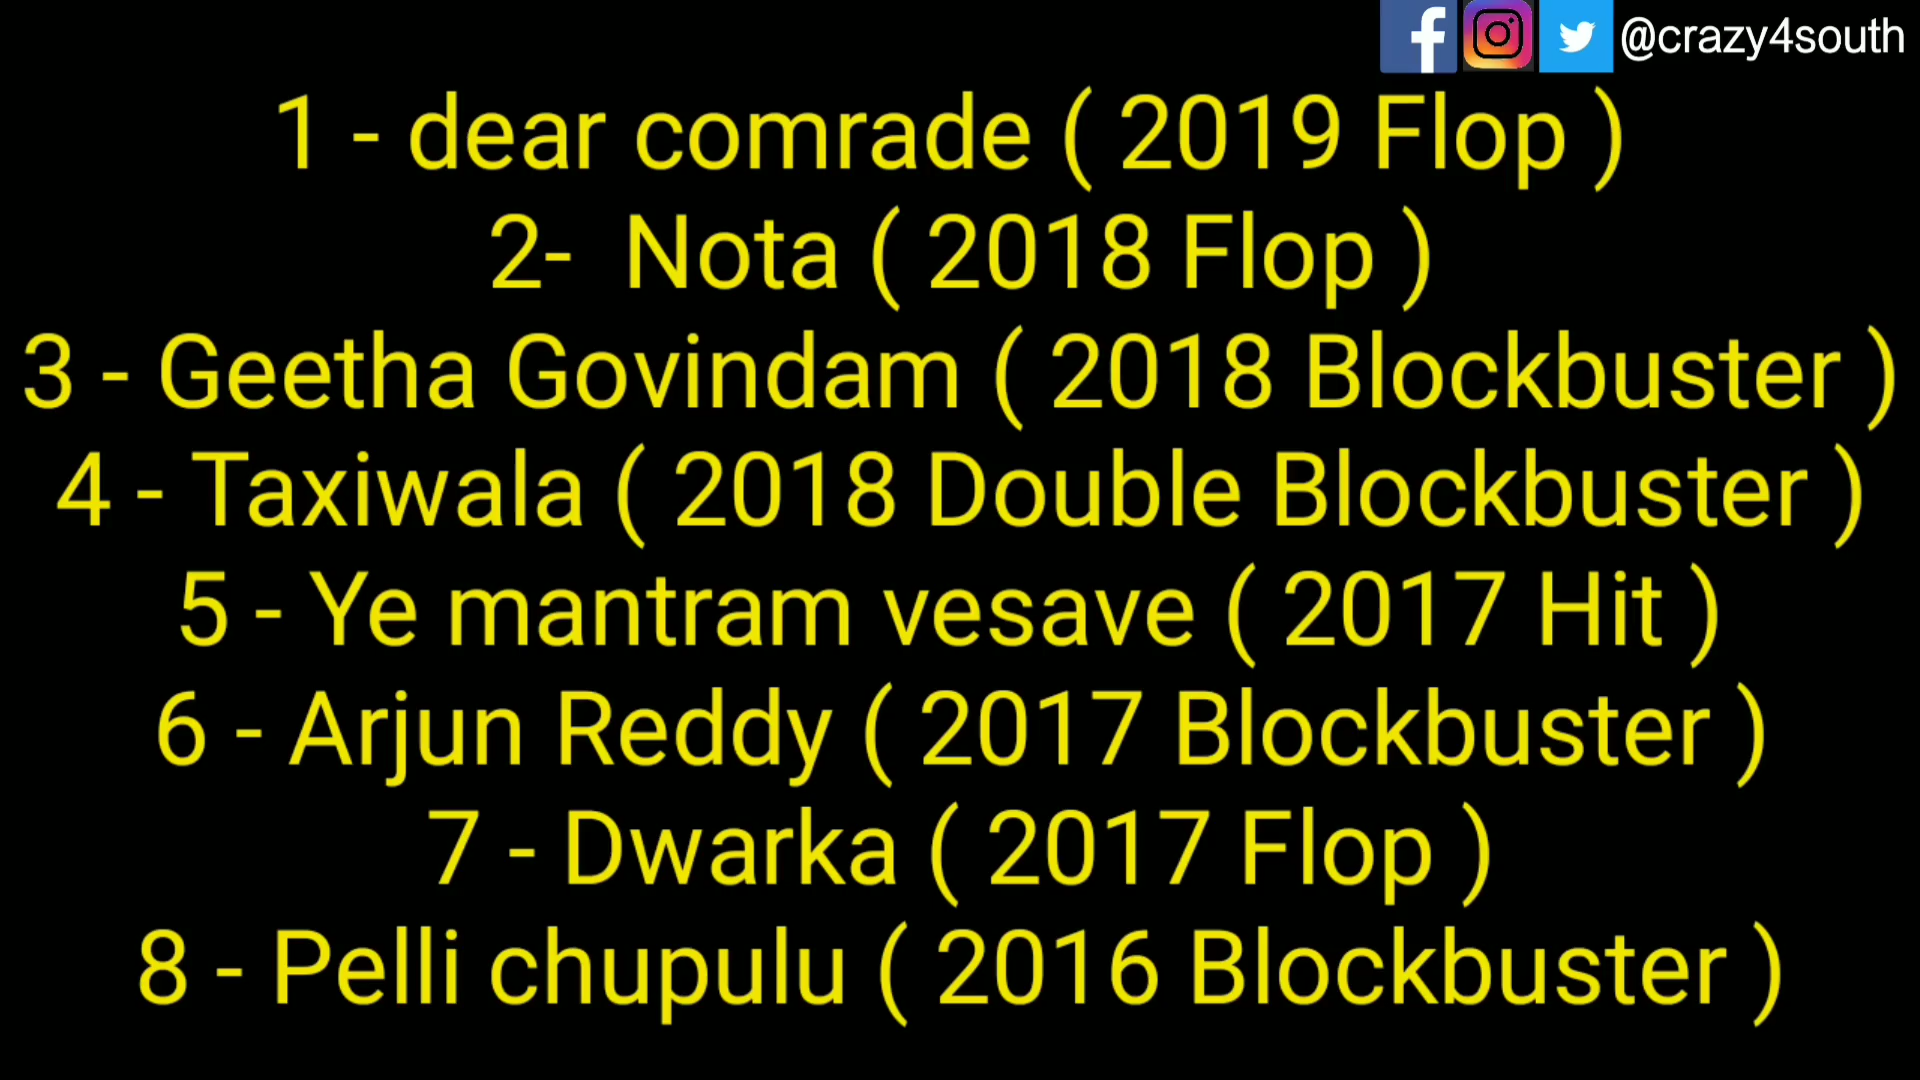 @crazy4south
1 - dear comrade ( 2019 Flop )
2- Nota ( 2018 Flop )
3 - Geetha Govindam ( 2018 Blockbuster )
4 - Taxiwala ( 2018 Double Blockbuster )
5 - Ye mantram vesave ( 2017 Hit )
6 - Arjun Reddy ( 2017 Blockbuster )
7 - Dwarka ( 2017 Flop )
8 - Pelli chupulu ( 2016 Blockbuster )